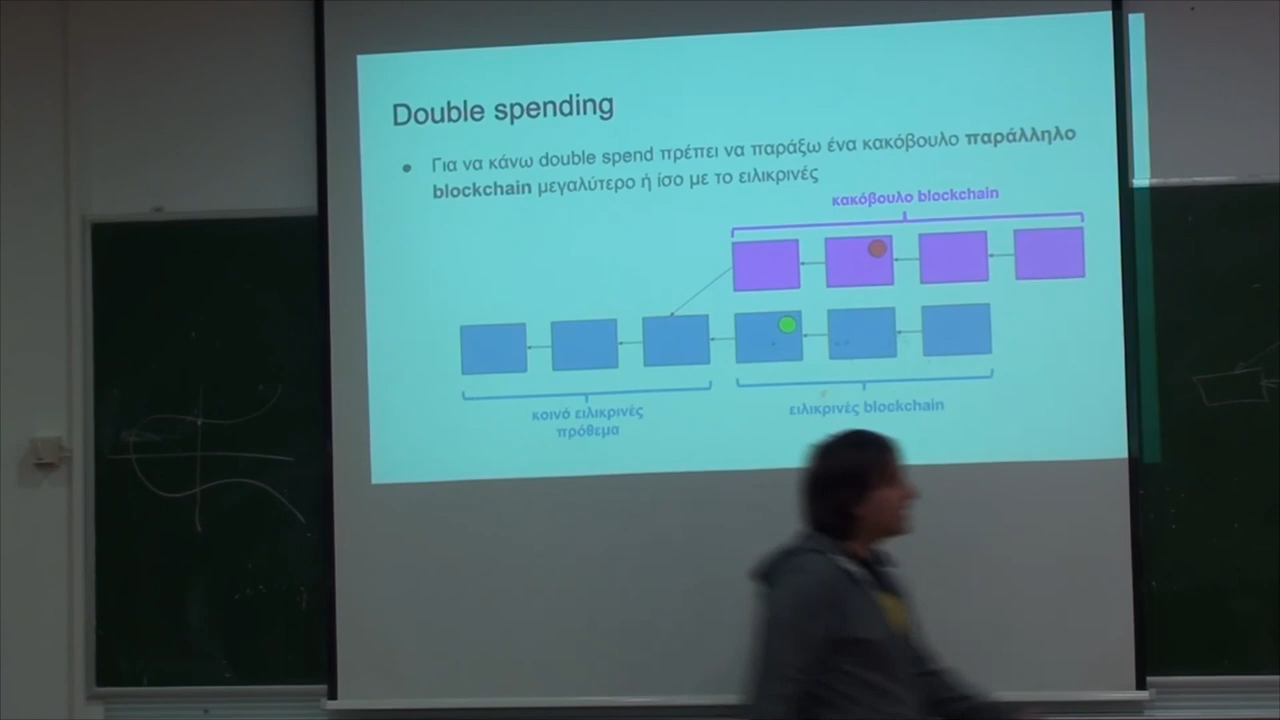 Double spending
• Για να κάνω double spend πρέπει να παράξω ένα κακόβουλο παράλληλο
blockchain μεγαλύτερο ή ίσο με το ειλικρινές
κακόβουλο blockchain
κοινό ειλικρινές
πρόθεμα
ειλικρινές blockchain